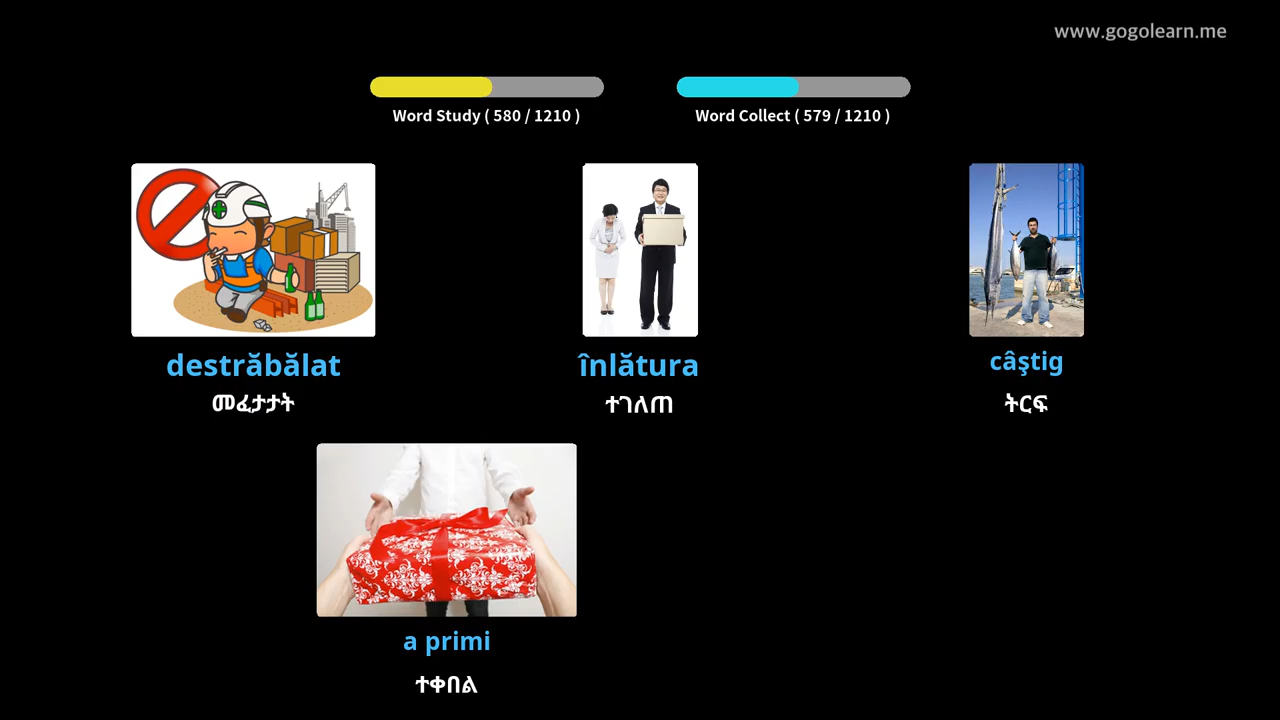 www.gogolearn.me
Word Study ( 580 / 1210 )
Word Collect ( 579 / 1210 )
destrăbălat
înlătura
câştig
መፈታታት
ተገለጠ
ትርፍ
a primi
ተቀበል